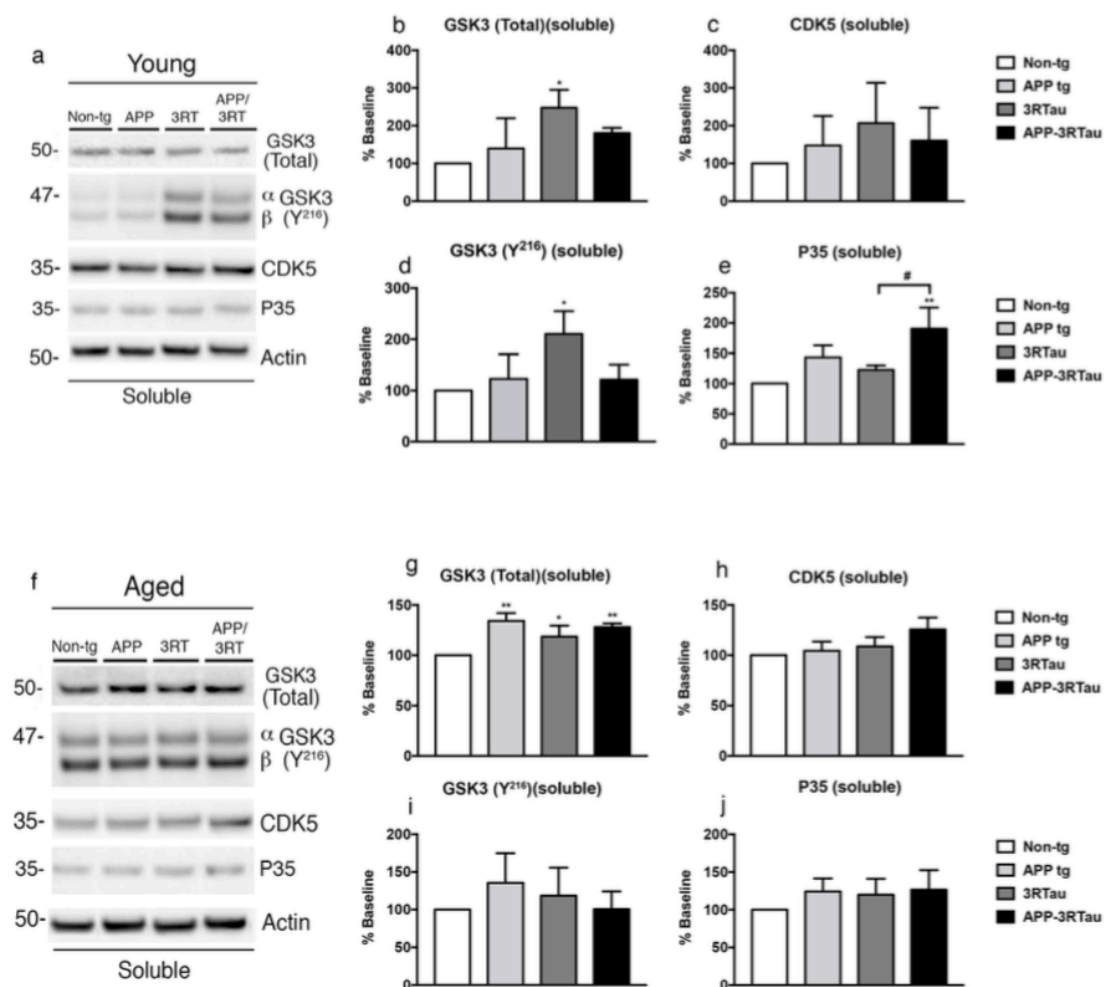 a
Young
Non-tg APP 3RT APP/
3RT
50- GSK3
(Total)
47- α GSK3
β (Y²¹⁶)
35- CDK5
35- P35
50- Actin
Soluble
b GSK3 (Total)(soluble)
% Baseline
400
300
200
100
0
*
c CDK5 (soluble)
% Baseline
400
300
200
100
0
Non-tg
APP tg
3RTau
APP-3RTau
d GSK3 (Y²¹⁶) (soluble)
% Baseline
300
200
100
0
*
e P35 (soluble)
% Baseline
250
200
150
100
50
0
#
**
Non-tg
APP tg
3RTau
APP-3RTau
f
Aged
Non-tg APP 3RT APP/
3RT
50- GSK3
(Total)
47- α GSK3
β (Y²¹⁶)
35- CDK5
35- P35
50- Actin
Soluble
g GSK3 (Total)(soluble)
% Baseline
150
100
50
0
** * **
h CDK5 (soluble)
% Baseline
150
100
50
0
Non-tg
APP tg
3RTau
APP-3RTau
i GSK3 (Y²¹⁶)(soluble)
% Baseline
200
150
100
50
0
j P35 (soluble)
% Baseline
200
150
100
50
0
Non-tg
APP tg
3RTau
APP-3RTau